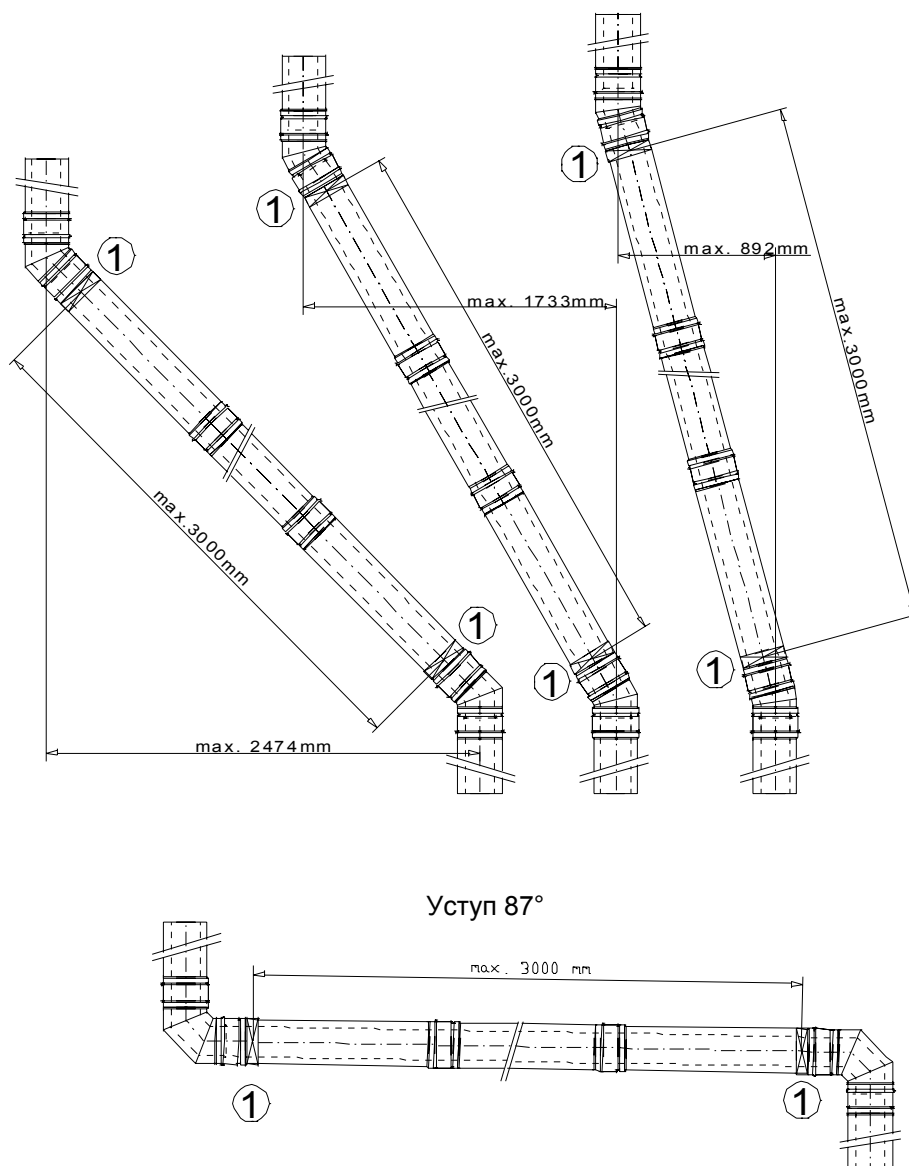 1
1
1
max. 892mm
max. 1733mm
max.3000mm
max.3000mm
max.3000mm
1
1
1
max. 2474mm
Уступ 87°
max. 3000 mm
1
1